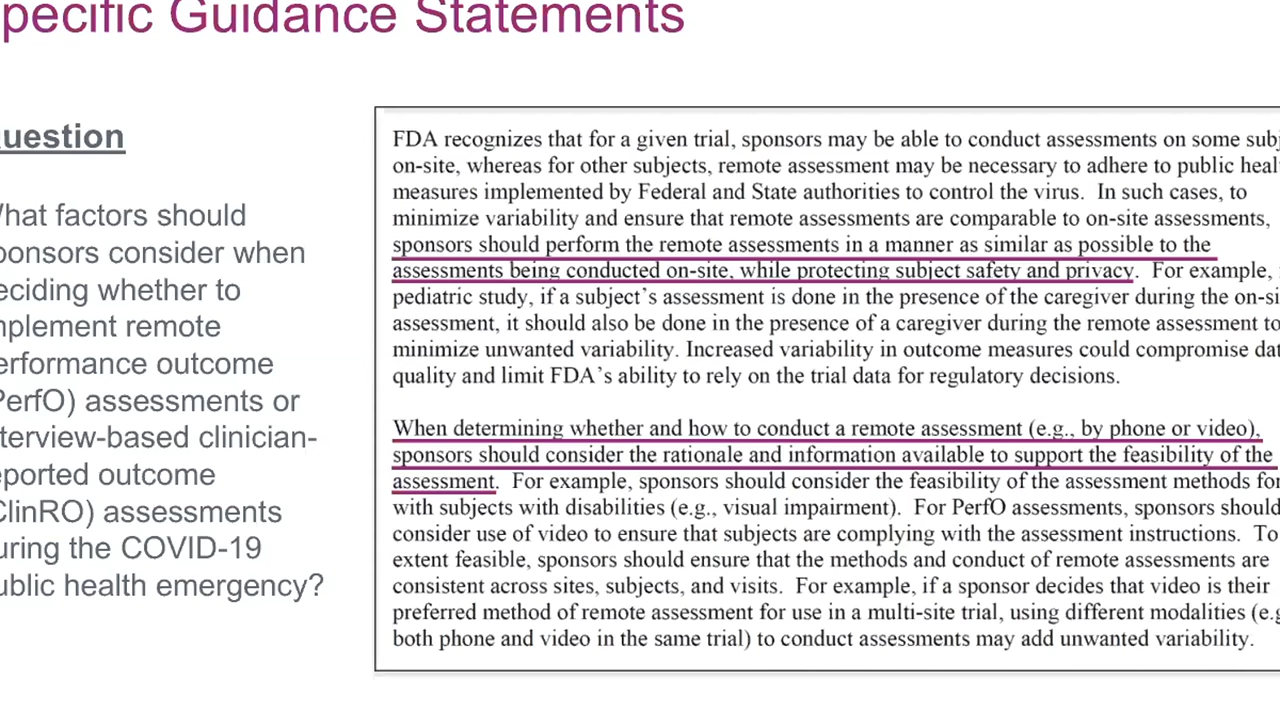 pecific Guidance Statements
uestion
hat factors should
ponsors consider when
eciding whether to
mplement remote
erformance outcome
PerfO) assessments or
terview-based clinician-
eported outcome
ClinRO) assessments
uring the COVID-19
ublic health emergency?
FDA recognizes that for a given trial, sponsors may be able to conduct assessments on some subj
on-site, whereas for other subjects, remote assessment may be necessary to adhere to public heal
measures implemented by Federal and State authorities to control the virus. In such cases, to
minimize variability and ensure that remote assessments are comparable to on-site assessments,
sponsors should perform the remote assessments in a manner as similar as possible to the
assessments being conducted on-site, while protecting subject safety and privacy. For example,
pediatric study, if a subject's assessment is done in the presence of the caregiver during the on-si
assessment, it should also be done in the presence of a caregiver during the remote assessment to
minimize unwanted variability. Increased variability in outcome measures could compromise dat
quality and limit FDA's ability to rely on the trial data for regulatory decisions.
When determining whether and how to conduct a remote assessment (e.g., by phone or video),
sponsors should consider the rationale and information available to support the feasibility of the
assessment. For example, sponsors should consider the feasibility of the assessment methods for
with subjects with disabilities (e.g., visual impairment). For PerfO assessments, sponsors should
consider use of video to ensure that subjects are complying with the assessment instructions. To
extent feasible, sponsors should ensure that the methods and conduct of remote assessments are
consistent across sites, subjects, and visits. For example, if a sponsor decides that video is their
preferred method of remote assessment for use in a multi-site trial, using different modalities (e.g
both phone and video in the same trial) to conduct assessments may add unwanted variability.